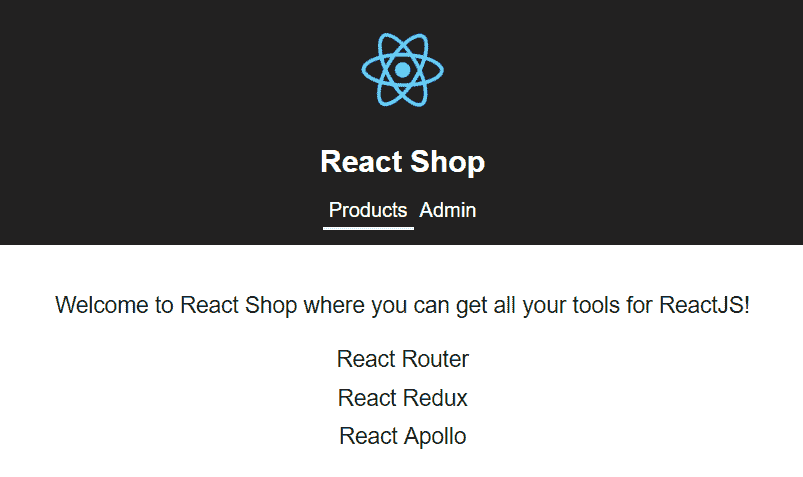 React Shop
Products Admin
Welcome to React Shop where you can get all your tools for ReactJS!
React Router
React Redux
React Apollo